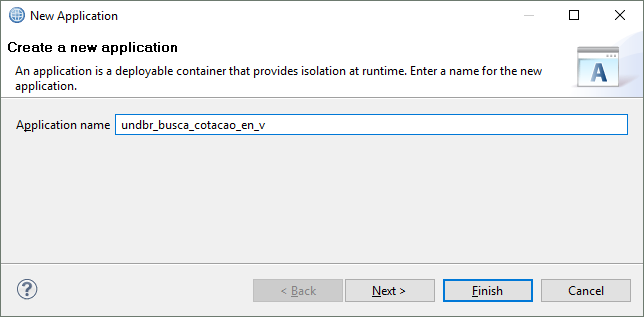 New Application
Create a new application
An application is a deployable container that provides isolation at runtime. Enter a name for the new
application.
Application name undbr_busca_cotacao_en_v
A
?
< Back Next > Finish Cancel